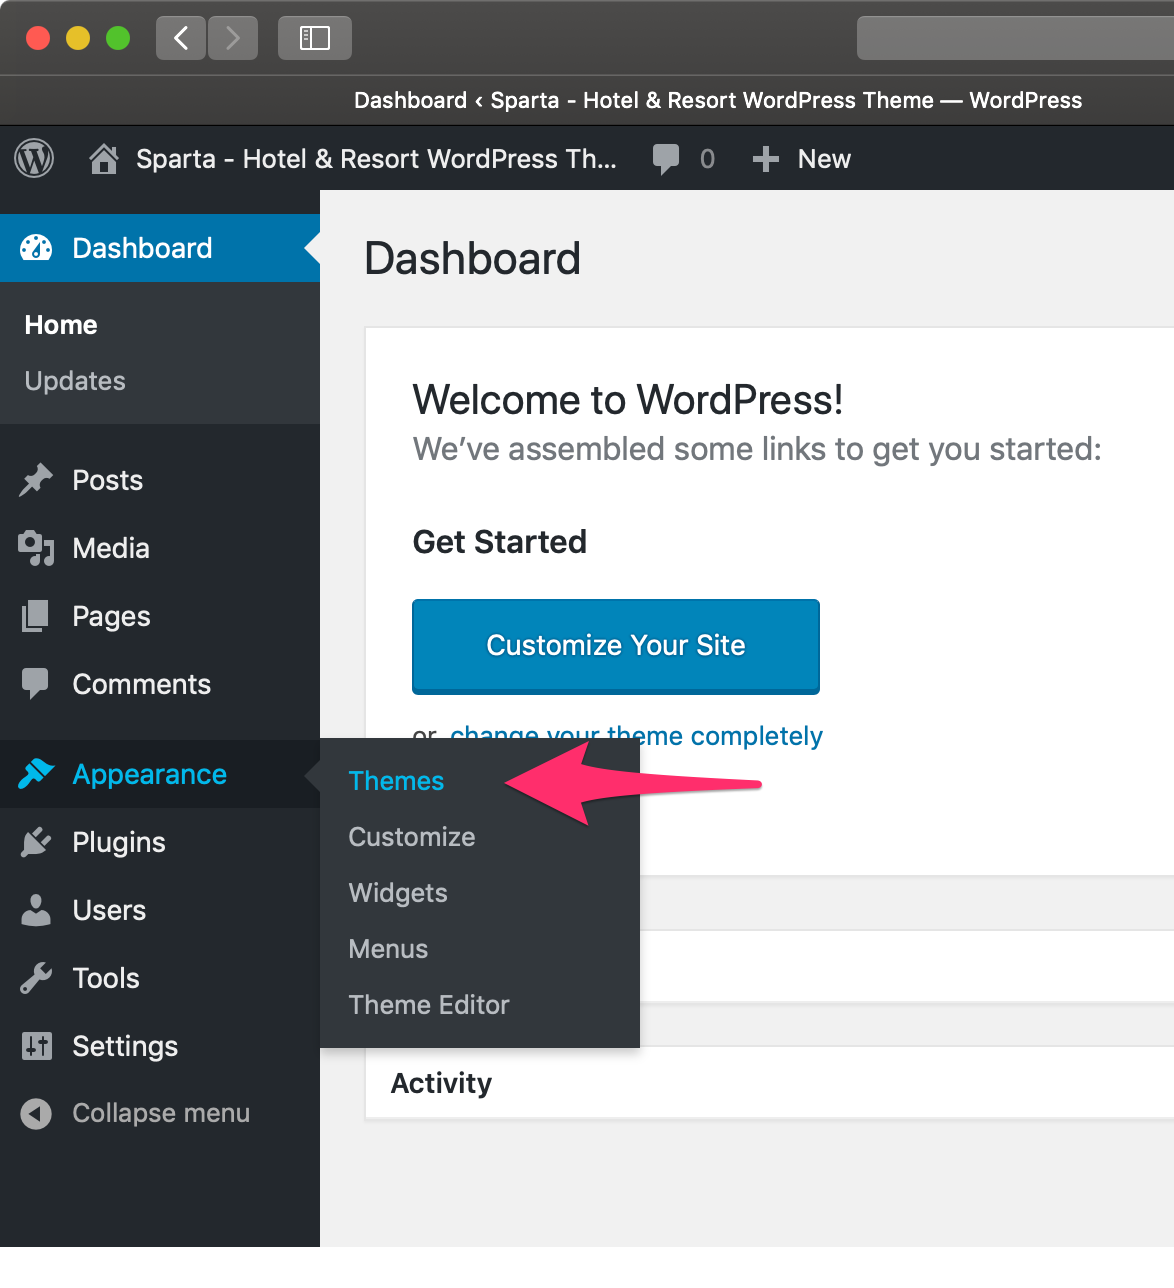 Dashboard ‹ Sparta - Hotel & Resort WordPress Theme — WordPress
Sparta - Hotel & Resort WordPress Th... 0 New
Dashboard
Home
Updates
Posts
Media
Pages
Comments
Appearance
Plugins
Users
Tools
Settings
Collapse menu
Dashboard
Welcome to WordPress!
We’ve assembled some links to get you started:
Get Started
Customize Your Site
or, change your theme completely
Themes
Customize
Widgets
Menus
Theme Editor
Activity